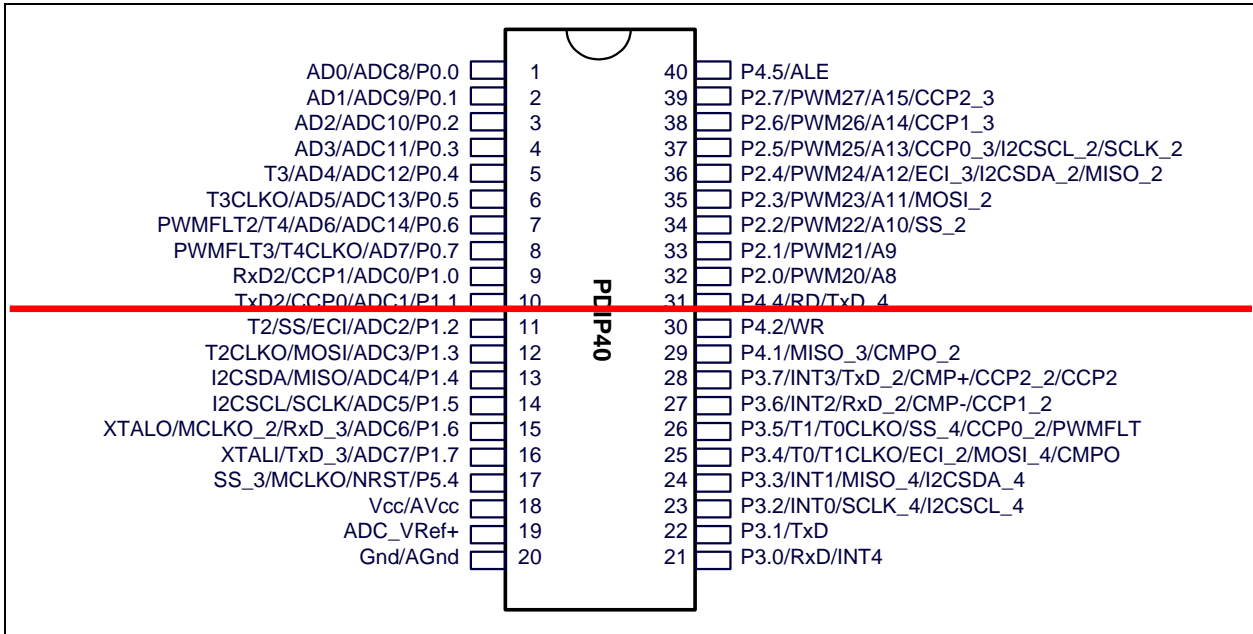 AD0/ADC8/P0.0 1 40 P4.5/ALE
AD1/ADC9/P0.1 2 39 P2.7/PWM27/A15/CCP2_3
AD2/ADC10/P0.2 3 38 P2.6/PWM26/A14/CCP1_3
AD3/ADC11/P0.3 4 37 P2.5/PWM25/A13/CCP0_3/I2CSCL_2/SCLK_2
T3/AD4/ADC12/P0.4 5 36 P2.4/PWM24/A12/ECI_3/I2CSDA_2/MISO_2
T3CLKO/AD5/ADC13/P0.5 6 35 P2.3/PWM23/A11/MOSI_2
PWMFLT2/T4/AD6/ADC14/P0.6 7 34 P2.2/PWM22/A10/SS_2
PWMFLT3/T4CLKO/AD7/P0.7 8 33 P2.1/PWM21/A9
RxD2/CCP1/ADC0/P1.0 9 32 P2.0/PWM20/A8
TxD2/CCP0/ADC1/P1.1 10 31 P4.4/RD/TxD_4
PDIP40
T2/SS/ECI/ADC2/P1.2 11 30 P4.2/WR
T2CLKO/MOSI/ADC3/P1.3 12 29 P4.1/MISO_3/CMPO_2
I2CSDA/MISO/ADC4/P1.4 13 28 P3.7/INT3/TxD_2/CMP+/CCP2_2/CCP2
I2CSCL/SCLK/ADC5/P1.5 14 27 P3.6/INT2/RxD_2/CMP-/CCP1_2
XTALO/MCLKO_2/RxD_3/ADC6/P1.6 15 26 P3.5/T1/T0CLKO/SS_4/CCP0_2/PWMFLT
XTALI/TxD_3/ADC7/P1.7 16 25 P3.4/T0/T1CLKO/ECI_2/MOSI_4/CMPO
SS_3/MCLKO/NRST/P5.4 17 24 P3.3/INT1/MISO_4/I2CSDA_4
Vcc/AVcc 18 23 P3.2/INT0/SCLK_4/I2CSCL_4
ADC_VRef+ 19 22 P3.1/TxD
Gnd/AGnd 20 21 P3.0/RxD/INT4